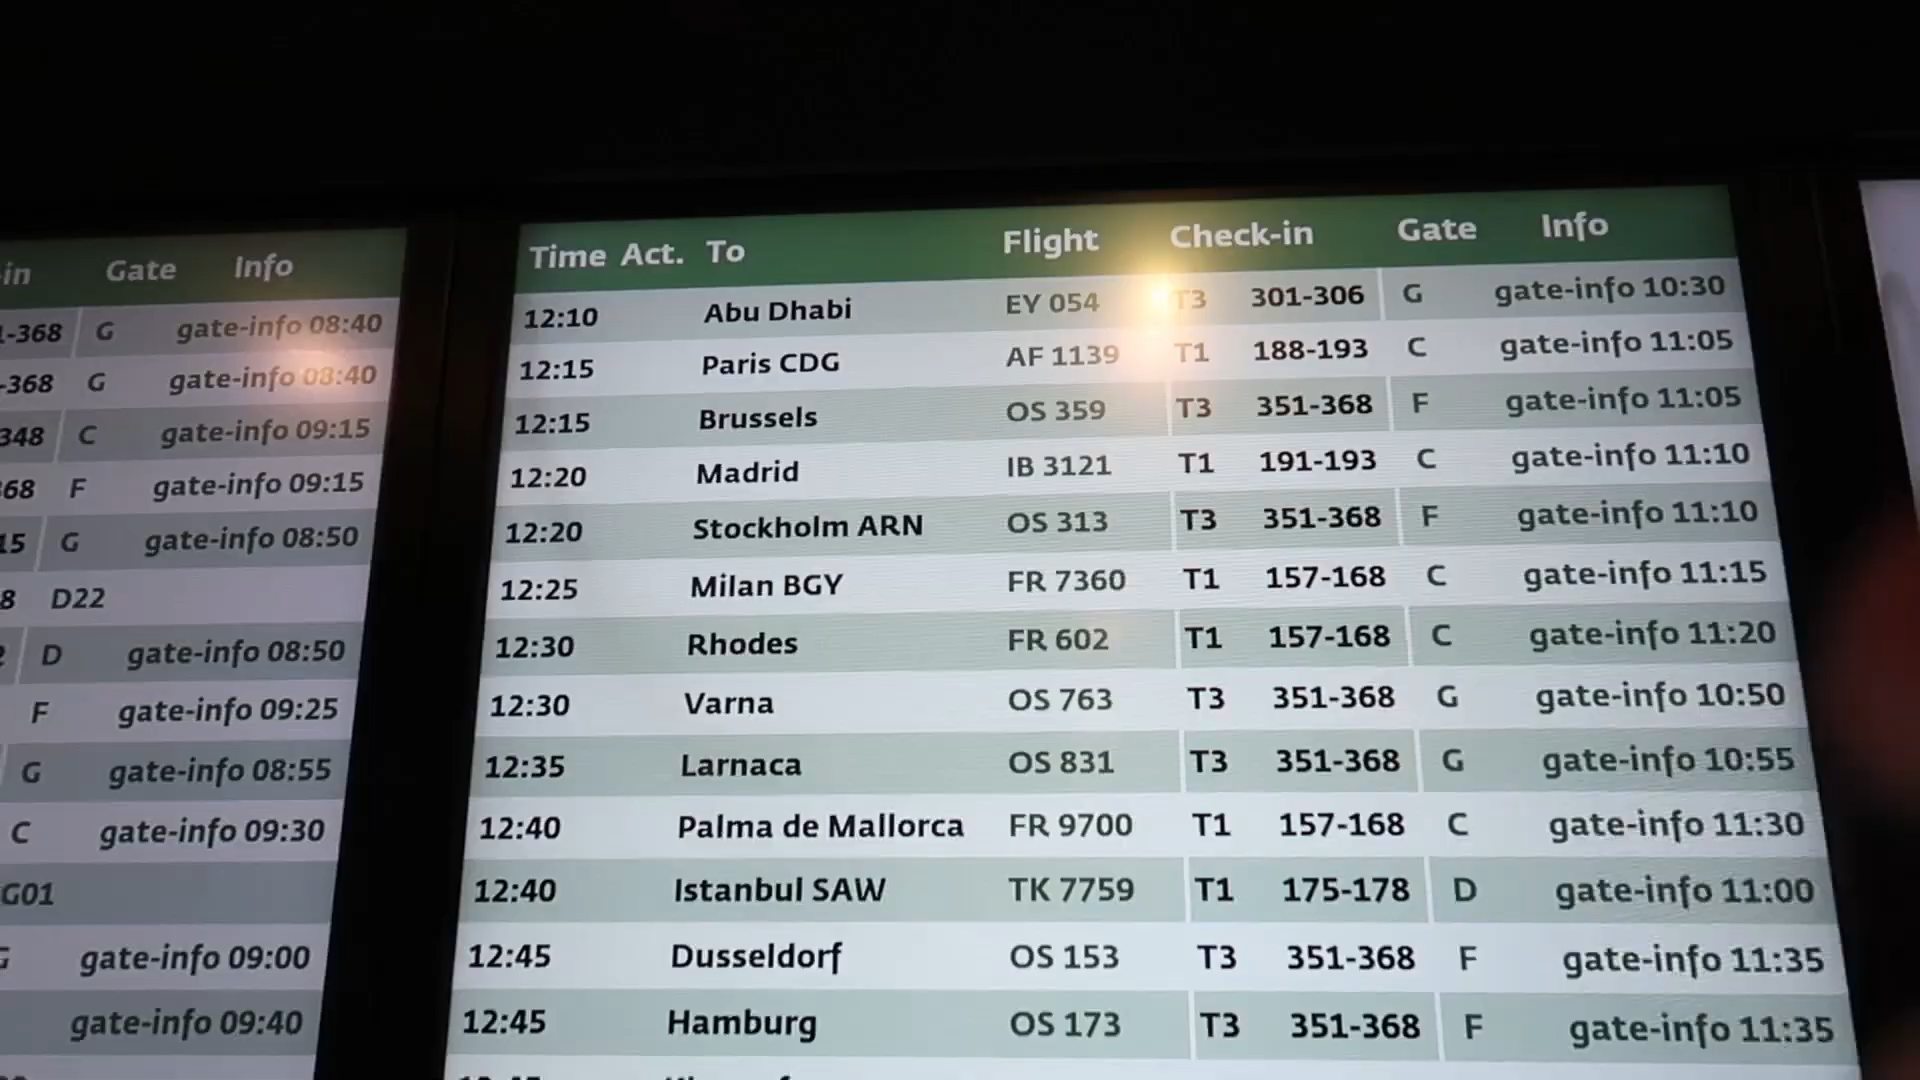 -in Gate Info
-368 G gate-info 08:40
-368 G gate-info 08:40
348 C gate-info 09:15
68 F gate-info 09:15
15 G gate-info 08:50
8 D22
D gate-info 08:50
F gate-info 09:25
G gate-info 08:55
C gate-info 09:30
G01
gate-info 09:00
gate-info 09:40
Time Act. To Flight Check-in Gate Info
12:10 Abu Dhabi EY 054 T3 301-306 G gate-info 10:30
12:15 Paris CDG AF 1139 T1 188-193 C gate-info 11:05
12:15 Brussels OS 359 T3 351-368 F gate-info 11:05
12:20 Madrid IB 3121 T1 191-193 C gate-info 11:10
12:20 Stockholm ARN OS 313 T3 351-368 F gate-info 11:10
12:25 Milan BGY FR 7360 T1 157-168 C gate-info 11:15
12:30 Rhodes FR 602 T1 157-168 C gate-info 11:20
12:30 Varna OS 763 T3 351-368 G gate-info 10:50
12:35 Larnaca OS 831 T3 351-368 G gate-info 10:55
12:40 Palma de Mallorca FR 9700 T1 157-168 C gate-info 11:30
12:40 Istanbul SAW TK 7759 T1 175-178 D gate-info 11:00
12:45 Dusseldorf OS 153 T3 351-368 F gate-info 11:35
12:45 Hamburg OS 173 T3 351-368 F gate-info 11:35